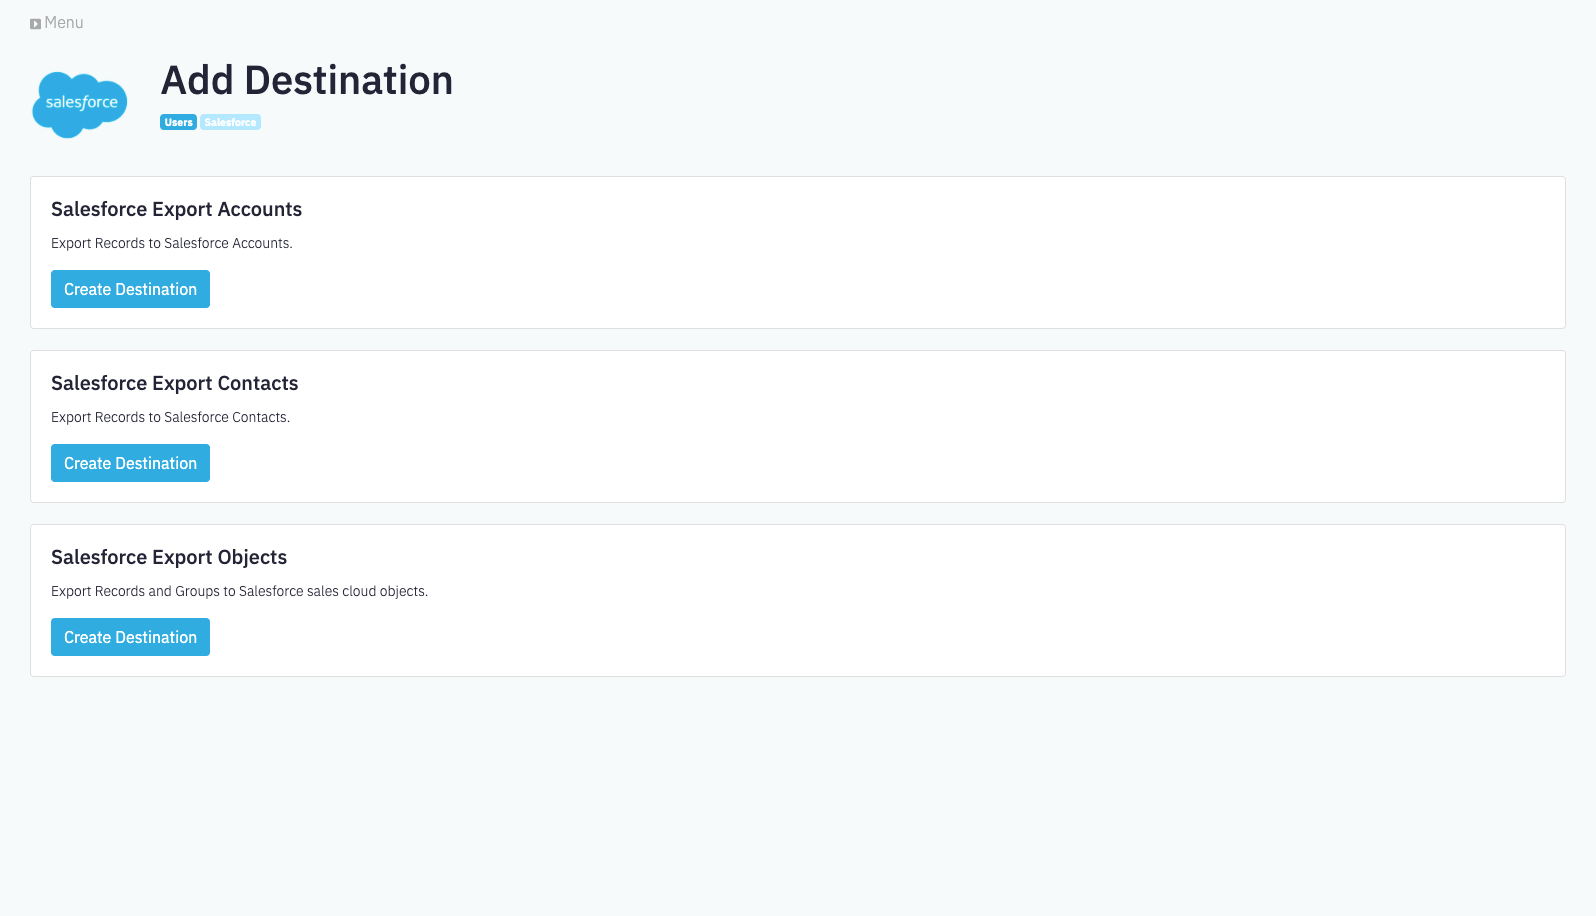 Menu
salesforce
Add Destination
Users Salesforce
Salesforce Export Accounts
Export Records to Salesforce Accounts.
Create Destination
Salesforce Export Contacts
Export Records to Salesforce Contacts.
Create Destination
Salesforce Export Objects
Export Records and Groups to Salesforce sales cloud objects.
Create Destination